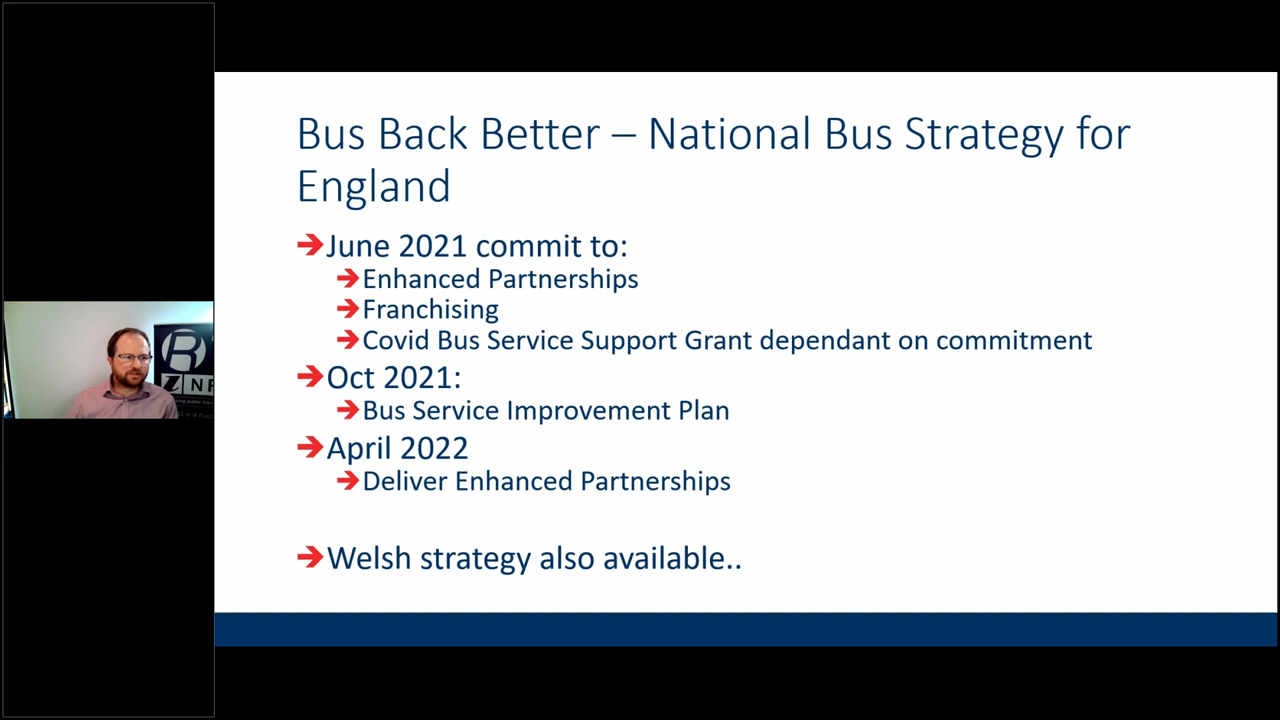 Bus Back Better – National Bus Strategy for
England
June 2021 commit to:
Enhanced Partnerships
Franchising
Covid Bus Service Support Grant dependant on commitment
Oct 2021:
Bus Service Improvement Plan
April 2022
Deliver Enhanced Partnerships
Welsh strategy also available..